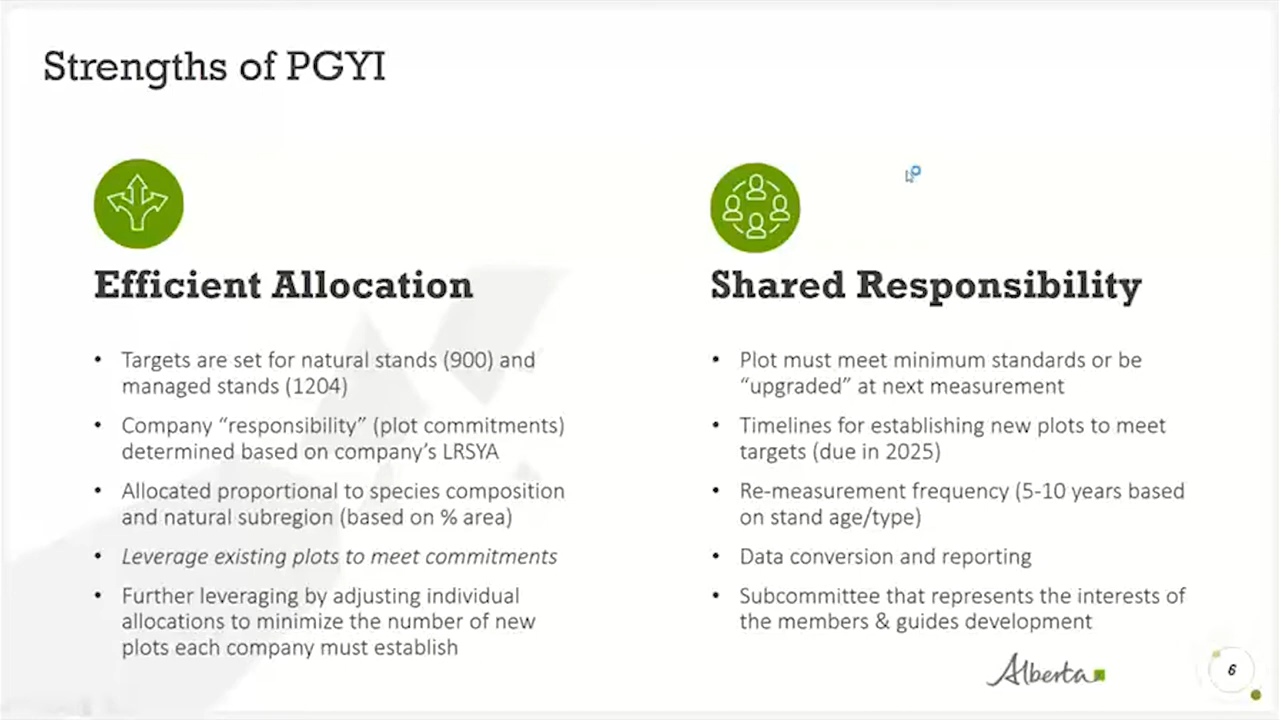 Strengths of PGYI
Efficient Allocation
• Targets are set for natural stands (900) and
managed stands (1204)
• Company “responsibility” (plot commitments)
determined based on company’s LRSYA
• Allocated proportional to species composition
and natural subregion (based on % area)
• Leverage existing plots to meet commitments
• Further leveraging by adjusting individual
allocations to minimize the number of new
plots each company must establish
Shared Responsibility
• Plot must meet minimum standards or be
“upgraded” at next measurement
• Timelines for establishing new plots to meet
targets (due in 2025)
• Re-measurement frequency (5-10 years based
on stand age/type)
• Data conversion and reporting
• Subcommittee that represents the interests of
the members & guides development
Alberta
6